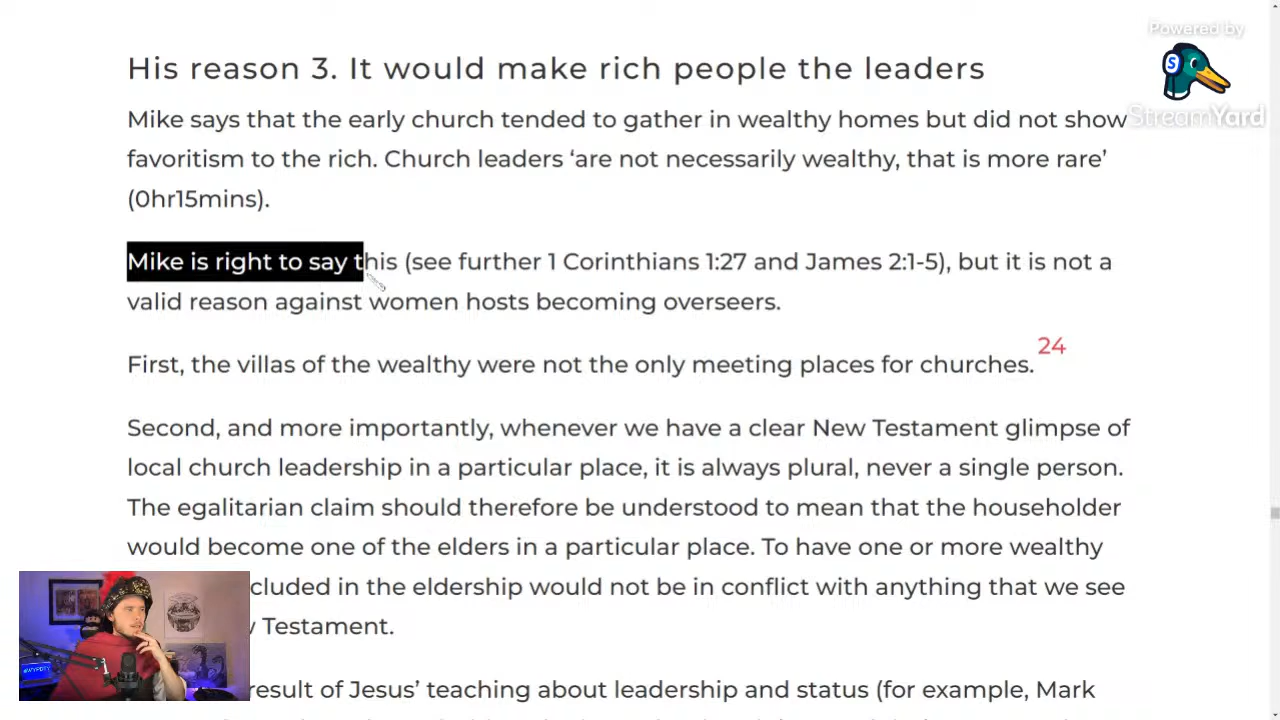 Powered by
S
StreamYard
His reason 3. It would make rich people the leaders
Mike says that the early church tended to gather in wealthy homes but did not show
favoritism to the rich. Church leaders ‘are not necessarily wealthy, that is more rare’
(0hr15mins).
Mike is right to say this (see further 1 Corinthians 1:27 and James 2:1-5), but it is not a
valid reason against women hosts becoming overseers.
First, the villas of the wealthy were not the only meeting places for churches. 24
Second, and more importantly, whenever we have a clear New Testament glimpse of
local church leadership in a particular place, it is always plural, never a single person.
The egalitarian claim should therefore be understood to mean that the householder
would become one of the elders in a particular place. To have one or more wealthy
cluded in the eldership would not be in conflict with anything that we see
Testament.
result of Jesus’ teaching about leadership and status (for example, Mark
#WYPDTY